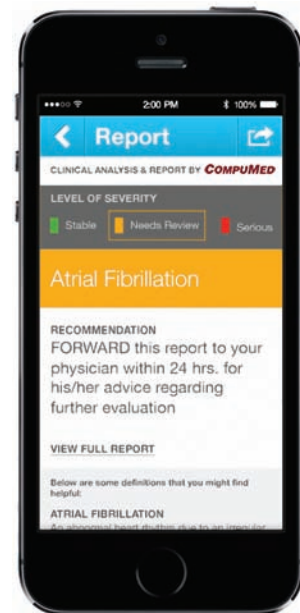 2:00 PM 100%
Report
CLINICAL ANALYSIS & REPORT BY COMPUMED
LEVEL OF SEVERITY
Stable Needs Review Serious
Atrial Fibrillation
RECOMMENDATION
FORWARD this report to your
physician within 24 hrs. for
his/her advice regarding
further evaluation
VIEW FULL REPORT
Below are some definitions that you might find
helpful:
ATRIAL FIBRILLATION
An abnormal heart rhythm due to an irregular